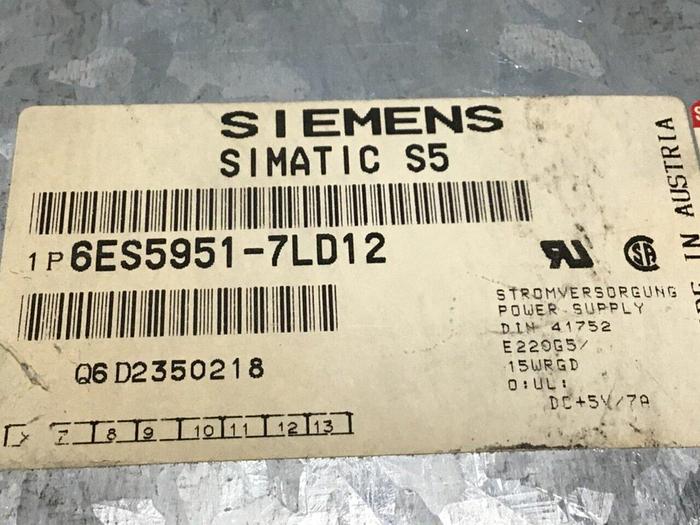 SIEMENS
SIMATIC S5
1P 6ES5951-7LD12
Q6 D2350218
STROMVERSORGUNG
POWER SUPPLY
DIN 41752
E220G5/
15WRGD
O:UL:
DC+5V/7A
X 7 8 9 10 11 12 13
IN AUSTRIA